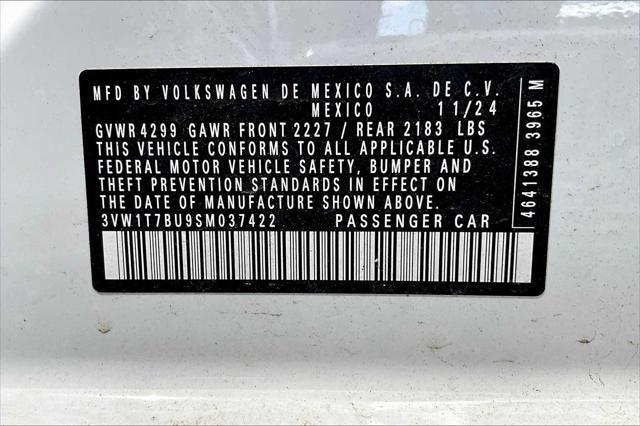 MFD BY VOLKSWAGEN DE MEXICO S.A. DE C.V.
MEXICO 11/24
GVWR 4299 GAWR FRONT 2227 / REAR 2183 LBS
THIS VEHICLE CONFORMS TO ALL APPLICABLE U.S.
FEDERAL MOTOR VEHICLE SAFETY, BUMPER AND
THEFT PREVENTION STANDARDS IN EFFECT ON
THE DATE OF MANUFACTURE SHOWN ABOVE.
3VW1T7BU9SM037422 PASSENGER CAR
4641388 3965 M